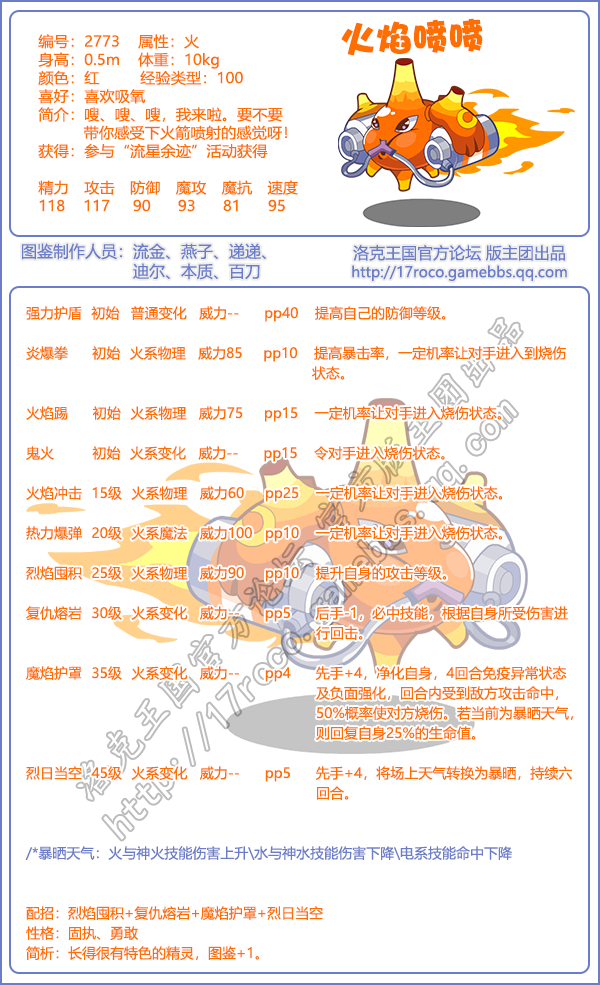 火焰喷喷
编号：2773 属性：火
身高：0.5m 体重：10kg
颜色：红 经验类型：100
喜好：喜欢吸氧
简介：嗖、嗖、嗖，我来啦。要不要
带你感受下火箭喷射的感觉呀！
获得：参与“流星余迹”活动获得
精力 攻击 防御 魔攻 魔抗 速度
118 117 90 93 81 95
图鉴制作人员：流金、燕子、递递、
迪尔、本质、百刀
洛克王国官方论坛 版主团出品
http://17roco.gamebbs.qq.com
强力护盾 初始 普通变化 威力-- pp40 提高自己的防御等级。
炎爆拳 初始 火系物理 威力85 pp10 提高暴击率，一定机率让对手进入到烧伤
状态。
火焰踢 初始 火系物理 威力75 pp15 一定机率让对手进入烧伤状态。
鬼火 初始 火系变化 威力-- pp15 令对手进入烧伤状态。
火焰冲击 15级 火系物理 威力60 pp25 一定机率让对手进入烧伤状态。
热力爆弹 20级 火系魔法 威力100 pp10 一定机率让对手进入烧伤状态。
烈焰囤积 25级 火系物理 威力90 pp10 提升自身的攻击等级。
复仇熔岩 30级 火系变化 威力-- pp5 后手-1，必中技能，根据自身所受伤害进
行回击。
魔焰护罩 35级 火系变化 威力-- pp4 先手+4，净化自身，4回合免疫异常状态
及负面强化，回合内受到敌方攻击命中，
50%概率使对方烧伤。若当前为暴晒天气，
则回复自身25%的生命值。
烈日当空 45级 火系变化 威力-- pp5 先手+4，将场上天气转换为暴晒，持续六
回合。
/*暴晒天气：火与神火技能伤害上升\水与神水技能伤害下降\电系技能命中下降
配招：烈焰囤积+复仇熔岩+魔焰护罩+烈日当空
性格：固执、勇敢
简析：长得很有特色的精灵，图鉴+1。
洛克王国官方论坛 版主团出品
http://17roco.gamebbs.qq.com